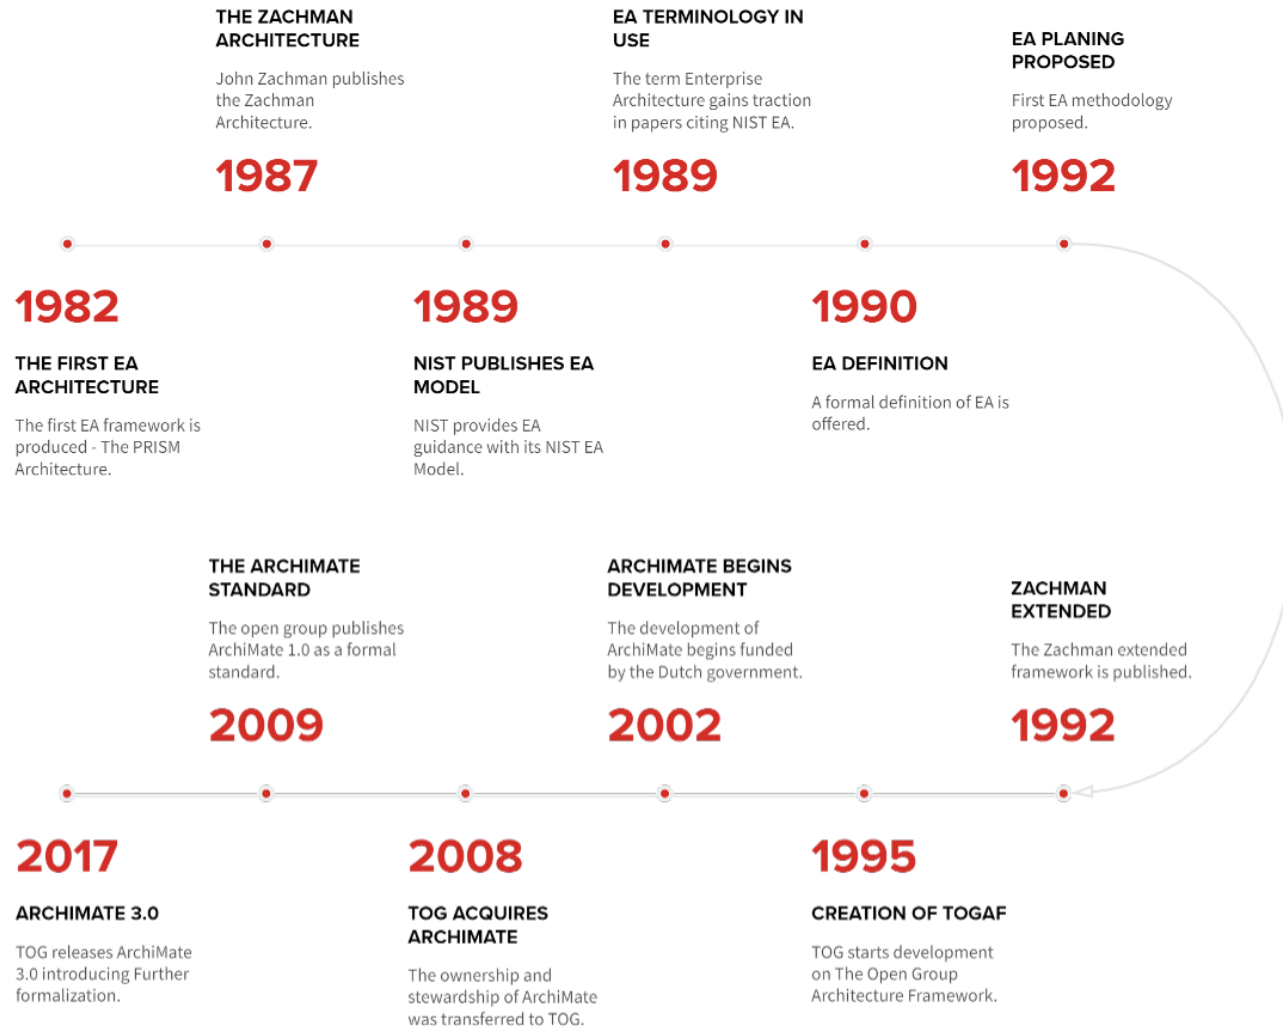 THE ZACHMAN
ARCHITECTURE
John Zachman publishes
the Zachman
Architecture.
1987
EA TERMINOLOGY IN
USE
The term Enterprise
Architecture gains traction
in papers citing NIST EA.
1989
EA PLANING
PROPOSED
First EA methodology
proposed.
1992
1982
THE FIRST EA
ARCHITECTURE
The first EA framework is
produced - The PRISM
Architecture.
1989
NIST PUBLISHES EA
MODEL
NIST provides EA
guidance with its NIST EA
Model.
1990
EA DEFINITION
A formal definition of EA is
offered.
THE ARCHIMATE
STANDARD
The open group publishes
ArchiMate 1.0 as a formal
standard.
2009
ARCHIMATE BEGINS
DEVELOPMENT
The development of
ArchiMate begins funded
by the Dutch government.
2002
ZACHMAN
EXTENDED
The Zachman extended
framework is published.
1992
2017
ARCHIMATE 3.0
TOG releases ArchiMate
3.0 introducing Further
formalization.
2008
TOG ACQUIRES
ARCHIMATE
The ownership and
stewardship of ArchiMate
was transferred to TOG.
1995
CREATION OF TOGAF
TOG starts development
on The Open Group
Architecture Framework.